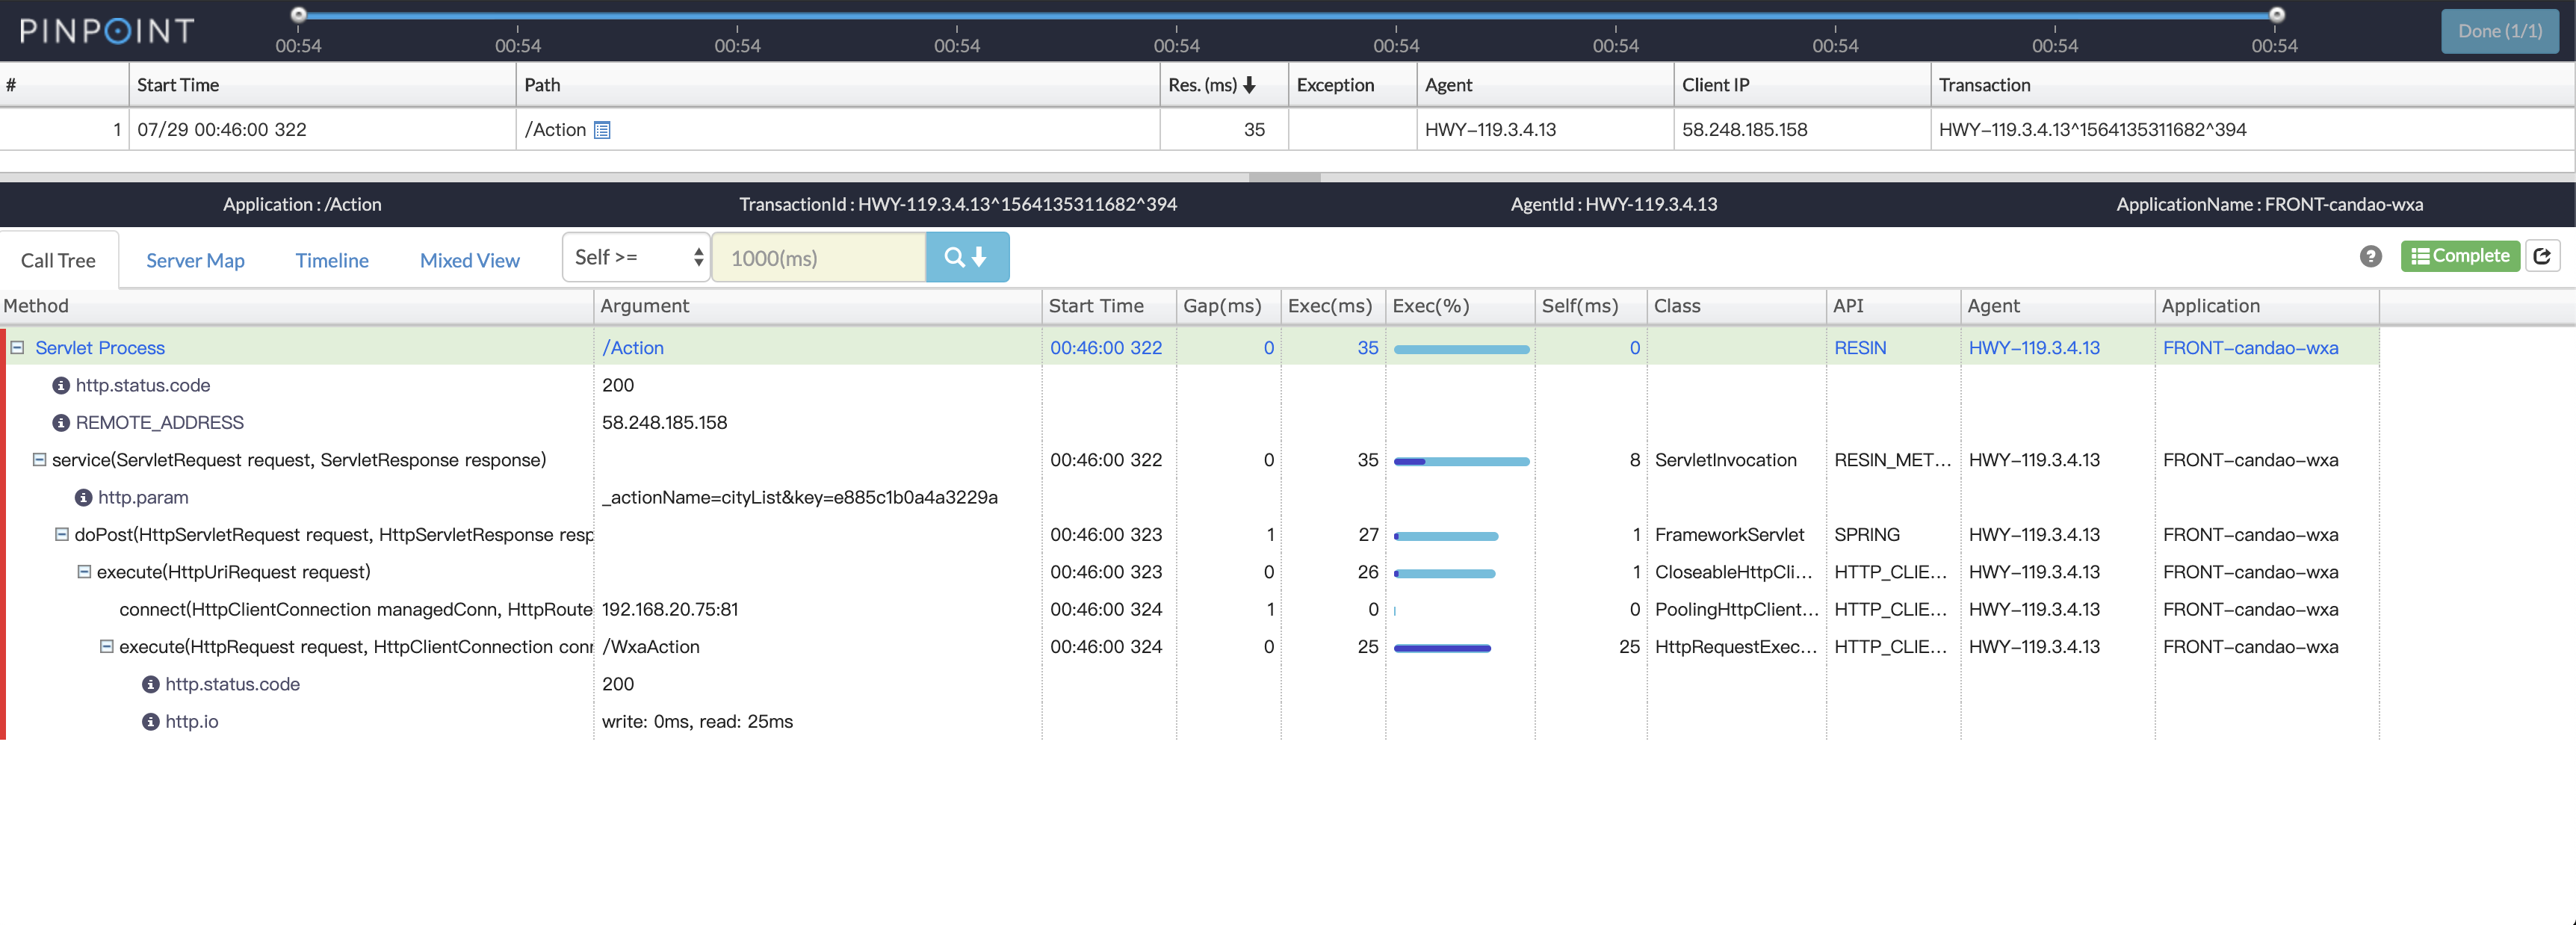 PINPOINT
00:54 00:54 00:54 00:54 00:54 00:54 00:54 00:54 00:54 00:54
Done (1/1)
# Start Time Path Res. (ms) Exception Agent Client IP Transaction
1 07/29 00:46:00 322 /Action 35 HWY-119.3.4.13 58.248.185.158 HWY-119.3.4.13^1564135311682^394
Application : /Action TransactionId : HWY-119.3.4.13^1564135311682^394 AgentId : HWY-119.3.4.13 ApplicationName : FRONT-candao-wxa
Call Tree Server Map Timeline Mixed View Self >= 1000(ms) Complete
Method Argument Start Time Gap(ms) Exec(ms) Exec(%) Self(ms) Class API Agent Application
Servlet Process /Action 00:46:00 322 0 35 0 RESIN HWY-119.3.4.13 FRONT-candao-wxa
http.status.code 200
REMOTE_ADDRESS 58.248.185.158
service(ServletRequest request, ServletResponse response) 00:46:00 322 0 35 8 ServletInvocation RESIN_MET... HWY-119.3.4.13 FRONT-candao-wxa
http.param _actionName=cityList&key=e885c1b0a4a3229a
doPost(HttpServletRequest request, HttpServletResponse resp 00:46:00 323 1 27 1 FrameworkServlet SPRING HWY-119.3.4.13 FRONT-candao-wxa
execute(HttpUriRequest request) 00:46:00 323 0 26 1 CloseableHttpCli... HTTP_CLIE... HWY-119.3.4.13 FRONT-candao-wxa
connect(HttpClientConnection managedConn, HttpRoute 192.168.20.75:81 00:46:00 324 1 0 0 PoolingHttpClient... HTTP_CLIE... HWY-119.3.4.13 FRONT-candao-wxa
execute(HttpRequest request, HttpClientConnection conn /WxaAction 00:46:00 324 0 25 25 HttpRequestExec... HTTP_CLIE... HWY-119.3.4.13 FRONT-candao-wxa
http.status.code 200
http.io write: 0ms, read: 25ms